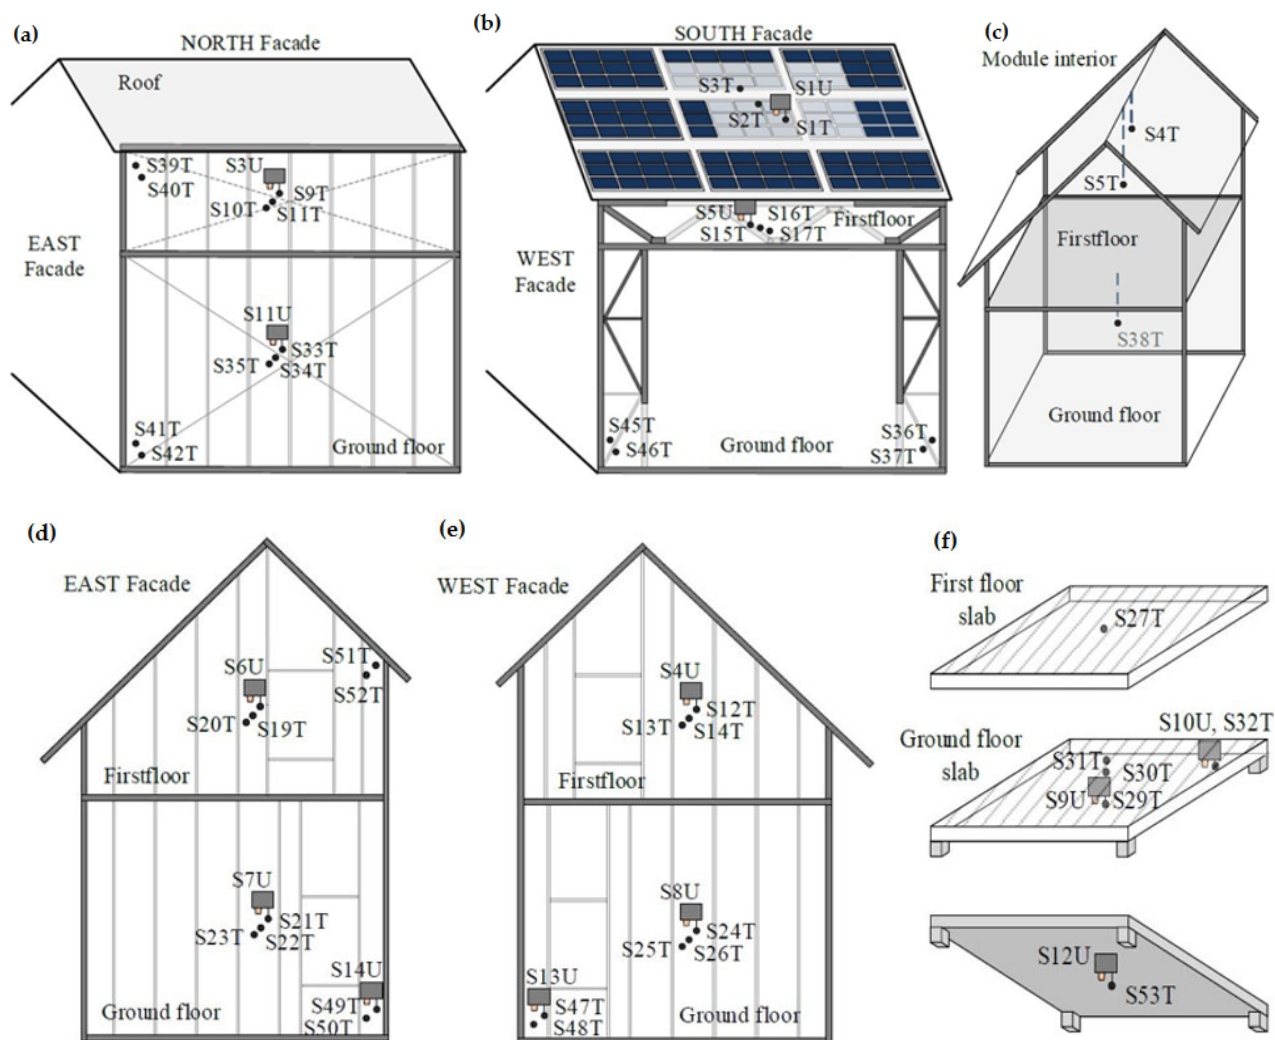 (a)
NORTH Facade
Roof
S39T
S40T
S3U
S9T
S10T
S11T
EAST
Facade
S11U
S33T
S35T
S34T
S41T
S42T
Ground floor
(b)
SOUTH Facade
S3T
S1U
S2T
S1T
S5U
S16T
Firstfloor
S15T
S17T
WEST
Facade
S45T
S46T
Ground floor
S36T
S37T
(c)
Module interior
S4T
S5T
Firstfloor
S38T
Ground floor
(d)
EAST Facade
S6U
S51T
S52T
S20T
S19T
Firstfloor
S7U
S21T
S23T
S22T
S14U
S49T
S50T
Ground floor
(e)
WEST Facade
S4U
S12T
S13T
S14T
Firstfloor
S8U
S24T
S25T
S26T
S13U
S47T
S48T
Ground floor
(f)
First floor
slab
S27T
S10U, S32T
Ground floor
slab
S31T
S30T
S9U
S29T
S12U
S53T